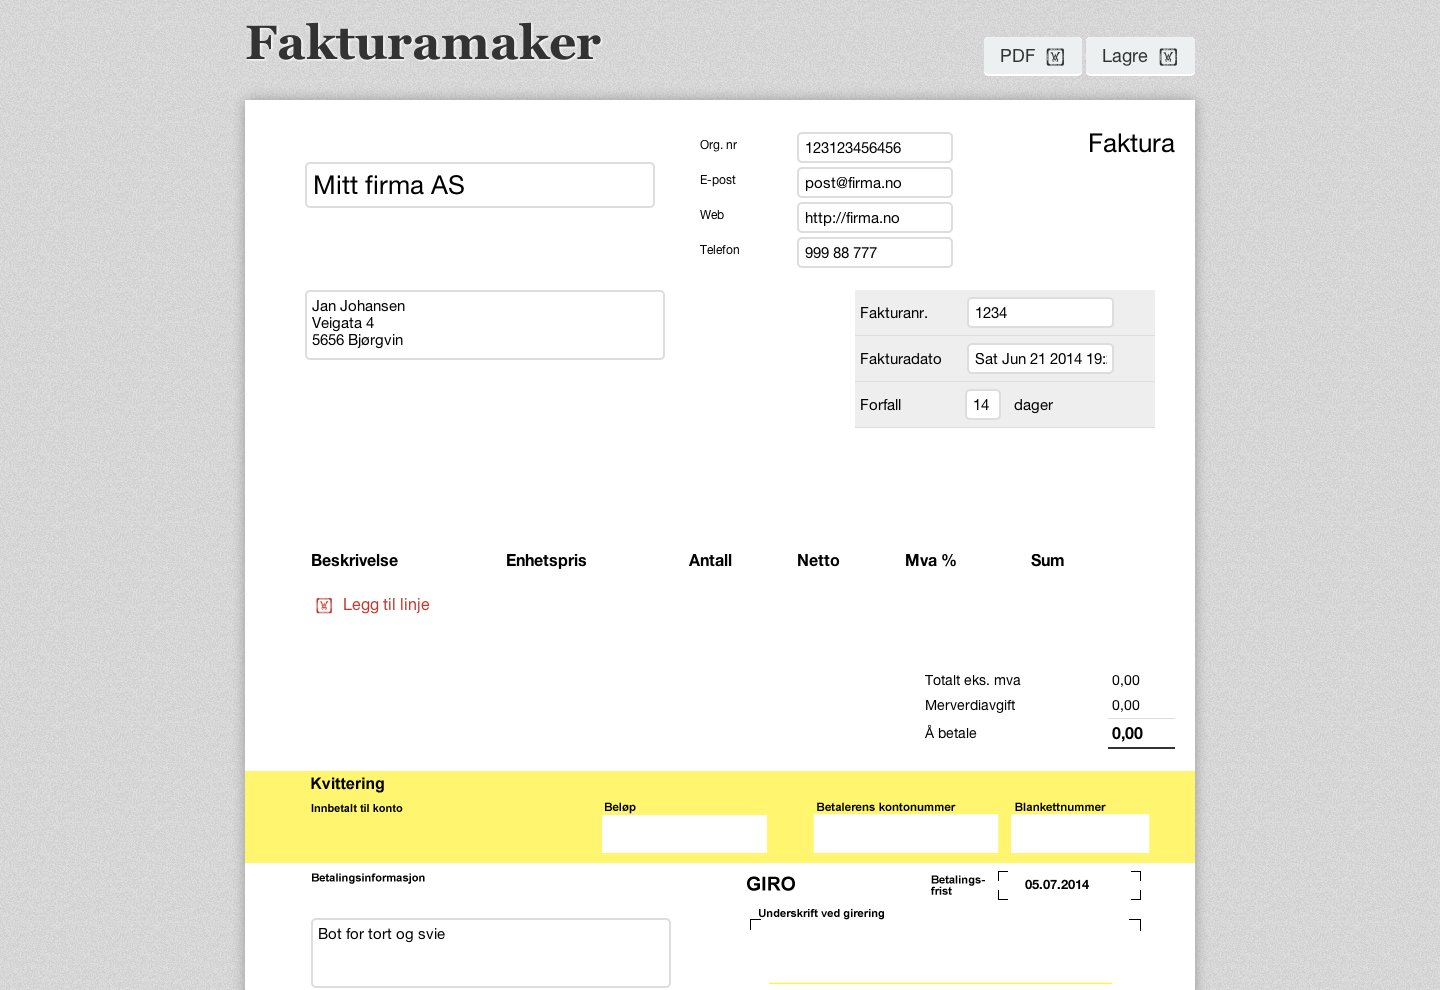 Fakturamaker
PDF
Lagre
Faktura
Mitt firma AS
Org. nr 123123456456
E-post post@firma.no
Web http://firma.no
Telefon 999 88 777
Jan Johansen
Veigata 4
5656 Bjørgvin
Fakturanr. 1234
Fakturadato Sat Jun 21 2014 19:
Forfall 14 dager
Beskrivelse Enhetspris Antall Netto Mva % Sum
Legg til linje
Totalt eks. mva 0,00
Merverdiavgift 0,00
Å betale 0,00
Kvittering
Innbetalt til konto Beløp Betalerens kontonummer Blankettnummer
Betalingsinformasjon
GIRO
Betalings-
frist
05.07.2014
Underskrift ved girering
Bot for tort og svie